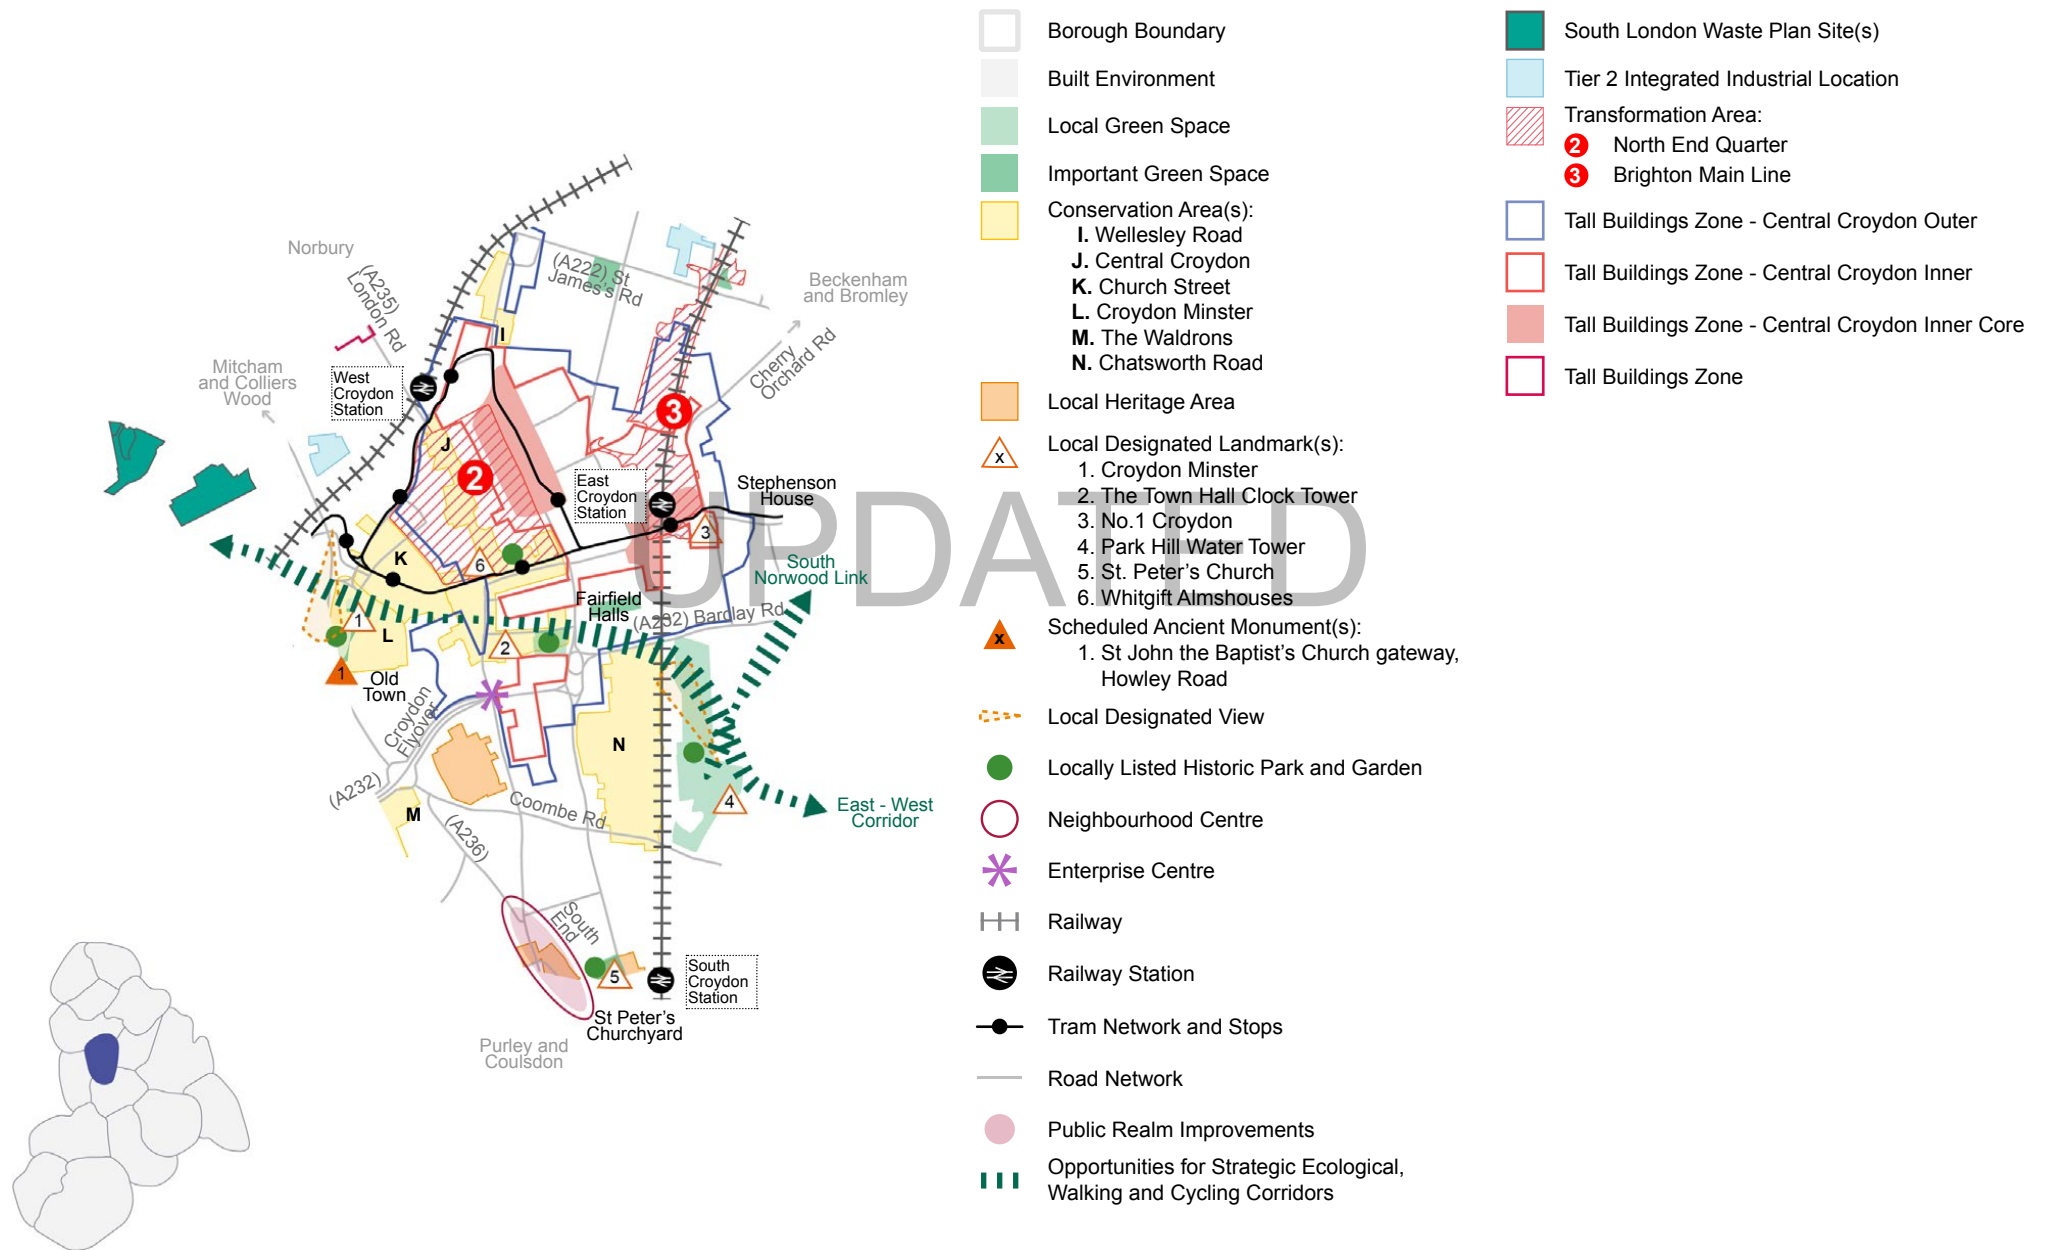 Norbury
(A235)
London Rd
(A222) St
James's Rd
Beckenham
and Bromley
Cherry
Orchard Rd
Mitcham
and Colliers
Wood
West
Croydon
Station
I
J
2
3
East
Croydon
Station
Stephenson
House
3
K
6
South
Norwood Link
Fairfield
Halls
(A232) Barclay Rd
1
L
2
1
Old
Town
Croydon
Flyover
N
(A232)
M
Coombe Rd
(A236)
4
East - West
Corridor
South
End
5
South
Croydon
Station
St Peter's
Churchyard
Purley and
Coulsdon
UPDATED
Borough Boundary
Built Environment
Local Green Space
Important Green Space
Conservation Area(s):
I. Wellesley Road
J. Central Croydon
K. Church Street
L. Croydon Minster
M. The Waldrons
N. Chatsworth Road
Local Heritage Area
x
Local Designated Landmark(s):
1. Croydon Minster
2. The Town Hall Clock Tower
3. No.1 Croydon
4. Park Hill Water Tower
5. St. Peter's Church
6. Whitgift Almshouses
x
Scheduled Ancient Monument(s):
1. St John the Baptist's Church gateway,
Howley Road
Local Designated View
Locally Listed Historic Park and Garden
Neighbourhood Centre
Enterprise Centre
Railway
Railway Station
Tram Network and Stops
Road Network
Public Realm Improvements
Opportunities for Strategic Ecological,
Walking and Cycling Corridors
South London Waste Plan Site(s)
Tier 2 Integrated Industrial Location
Transformation Area:
2 North End Quarter
3 Brighton Main Line
Tall Buildings Zone - Central Croydon Outer
Tall Buildings Zone - Central Croydon Inner
Tall Buildings Zone - Central Croydon Inner Core
Tall Buildings Zone